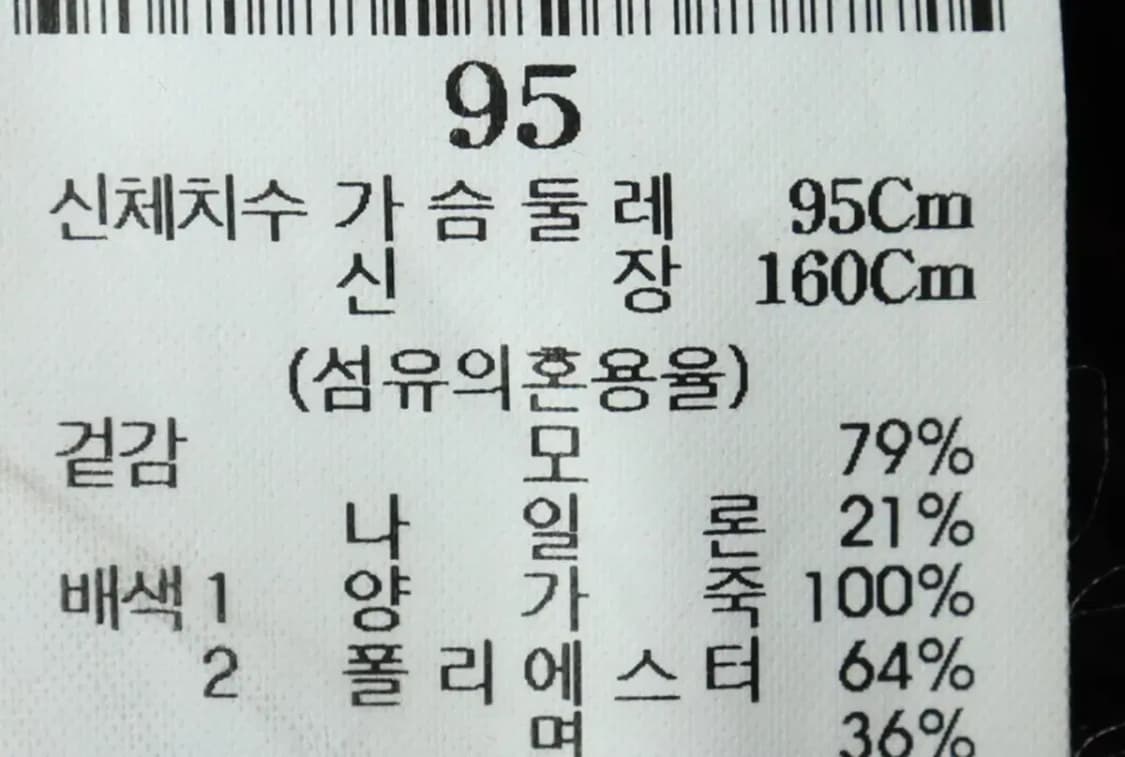 95
신체치수 가슴둘레 95Cm
신장 160Cm
(섬유의혼용율)
겉감 모 79%
나일론 21%
배색 1 양가죽 100%
2 폴리에스터 64%
면 36%